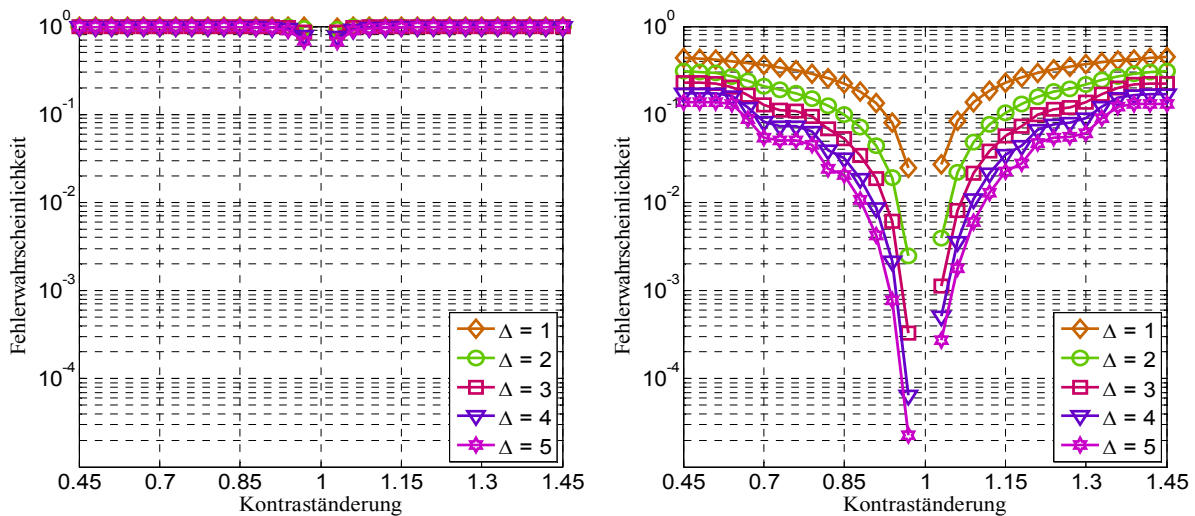 Fehlerwahrscheinlichkeit
10^0
10^-1
10^-2
10^-3
10^-4
Δ = 1
Δ = 2
Δ = 3
Δ = 4
Δ = 5
0.45 0.7 0.85 1 1.15 1.3 1.45
Kontraständerung
Fehlerwahrscheinlichkeit
10^0
10^-1
10^-2
10^-3
10^-4
Δ = 1
Δ = 2
Δ = 3
Δ = 4
Δ = 5
0.45 0.7 0.85 1 1.15 1.3 1.45
Kontraständerung